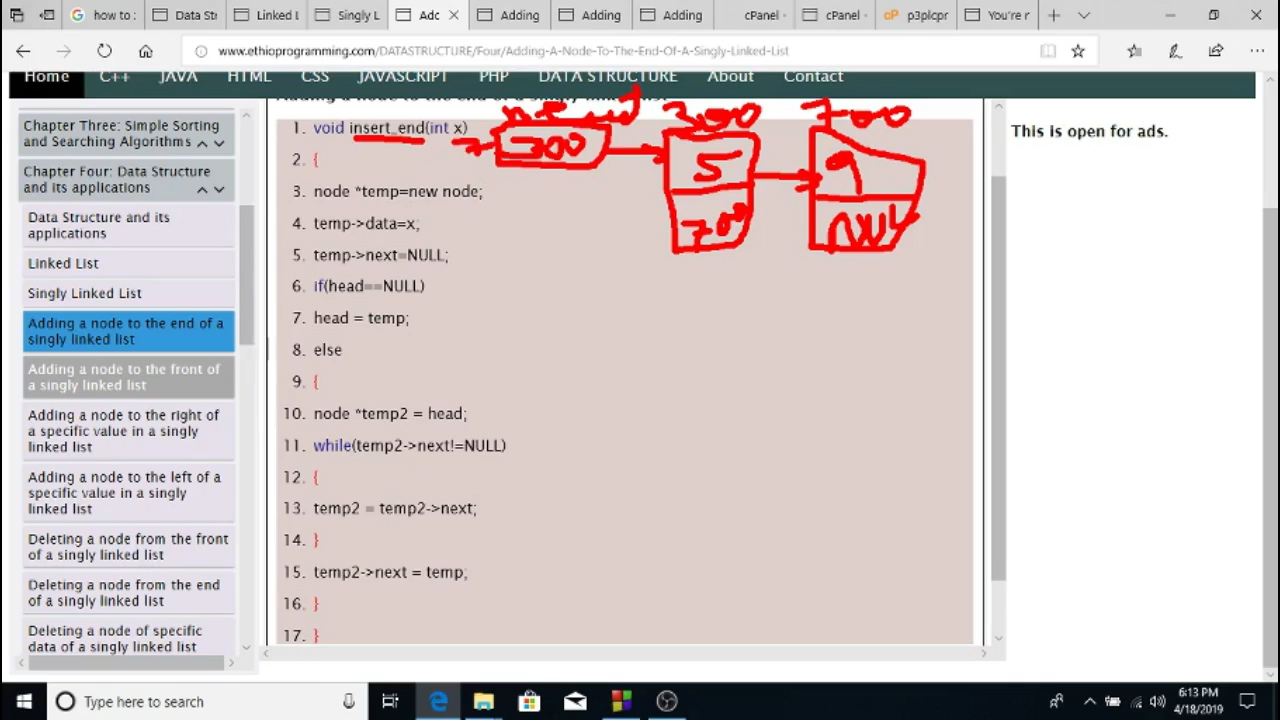 how to :
Data St
Linked L
Singly L
Adc
Adding
Adding
Adding
cPanel
cPanel
p3plcpr
You're r
www.ethioprogramming.com/DATASTRUCTURE/Four/Adding-A-Node-To-The-End-Of-A-Singly-Linked-List
Home C++ JAVA HTML CSS JAVASCRIPT PHP DATA STRUCTURE About Contact
Chapter Three: Simple Sorting
and Searching Algorithms
Chapter Four: Data Structure
and its applications
Data Structure and its
applications
Linked List
Singly Linked List
Adding a node to the end of a
singly linked list
Adding a node to the front of
a singly linked list
Adding a node to the right of
a specific value in a singly
linked list
Adding a node to the left of a
specific value in a singly
linked list
Deleting a node from the front
of a singly linked list
Deleting a node from the end
of a singly linked list
Deleting a node of specific
data of a singly linked list
Adding a node to the end of a singly linked list
1. void insert_end(int x)
2. {
3. node *temp=new node;
4. temp->data=x;
5. temp->next=NULL;
6. if(head==NULL)
7. head = temp;
8. else
9. {
10. node *temp2 = head;
11. while(temp2->next!=NULL)
12. {
13. temp2 = temp2->next;
14. }
15. temp2->next = temp;
16. }
17. }
300
300
5
700
700
9
NULL
This is open for ads.
Type here to search
6:13 PM
4/18/2019